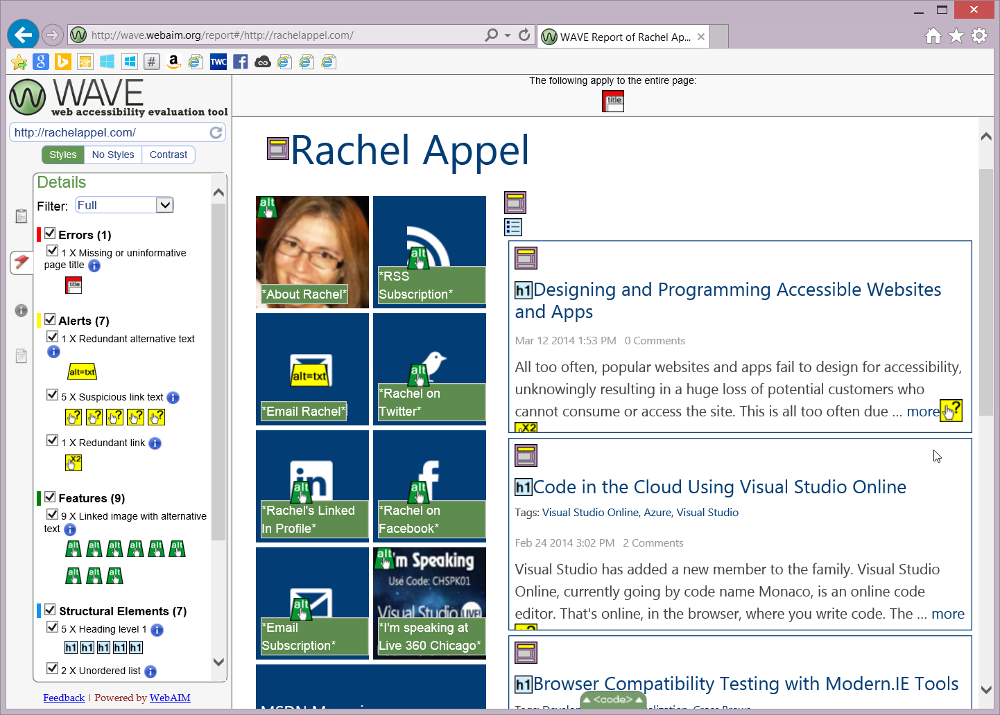 http://wave.webaim.org/report#/http://rachelappel.com/
WAVE Report of Rachel Ap...
TWC
WAVE
web accessibility evaluation tool
http://rachelappel.com/
Styles
No Styles
Contrast
Details
Filter:
Full
Errors (1)
1 X Missing or uninformative
page title
title
Alerts (7)
1 X Redundant alternative text
alt=txt
5 X Suspicious link text
? ? ? ? ?
1 X Redundant link
X2
Features (9)
9 X Linked image with alternative
text
alt alt alt alt alt alt
alt alt alt
Structural Elements (7)
5 X Heading level 1
h1 h1 h1 h1 h1
2 X Unordered list
Feedback | Powered by WebAIM
The following apply to the entire page:
title
Rachel Appel
alt
*About Rachel*
alt
*RSS
Subscription*
alt=txt
*Email Rachel*
alt
*Rachel on
Twitter*
in
alt
*Rachel's Linked
In Profile*
f
alt
*Rachel on
Facebook*
alt
*Email
Subscription*
alt
'm Speaking
Use Code: CHSPK01
Visual Studio LIVE!
*I'm speaking at
Live 360 Chicago*
h1 Designing and Programming Accessible Websites
and Apps
Mar 12 2014 1:53 PM 0 Comments
All too often, popular websites and apps fail to design for accessibility,
unknowingly resulting in a huge loss of potential customers who
cannot consume or access the site. This is all too often due ... more ?
X2
h1 Code in the Cloud Using Visual Studio Online
Tags: Visual Studio Online, Azure, Visual Studio
Feb 24 2014 3:02 PM 2 Comments
Visual Studio has added a new member to the family. Visual Studio
Online, currently going by code name Monaco, is an online code
editor. That's online, in the browser, where you write code. The ... more
h1 Browser Compatibility Testing with Modern.IE Tools
<code>